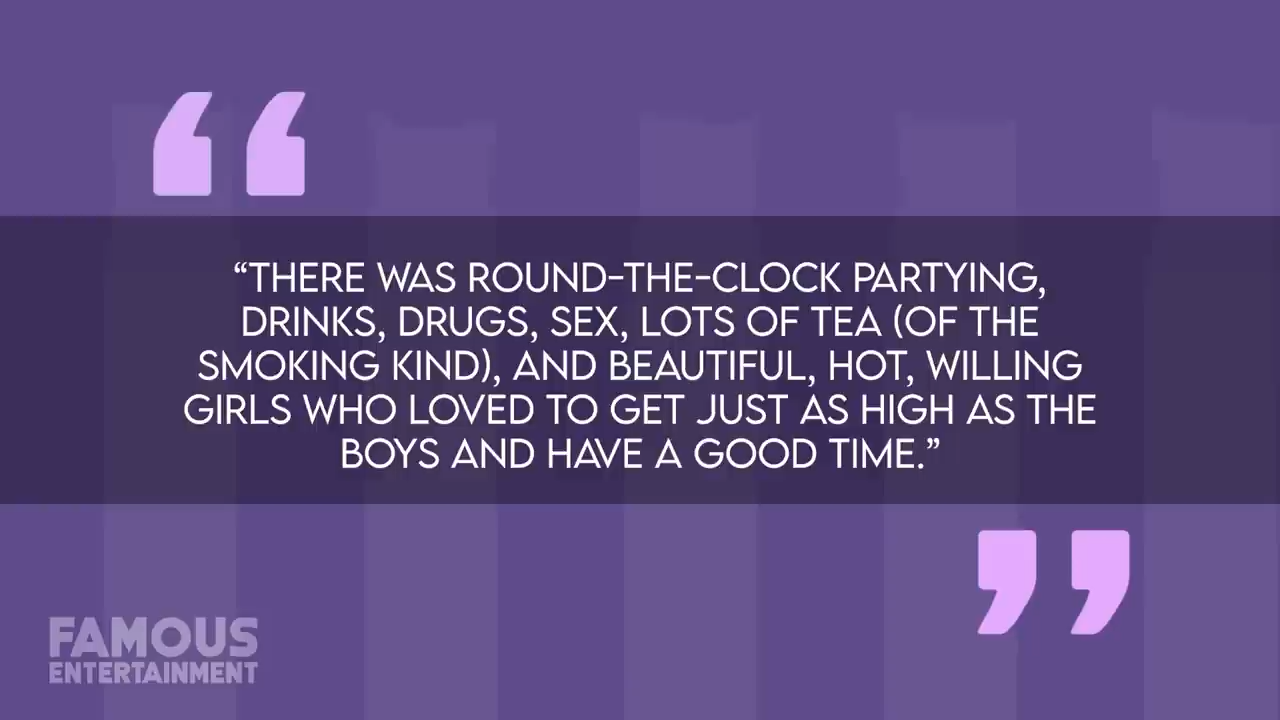 “THERE WAS ROUND-THE-CLOCK PARTYING,
DRINKS, DRUGS, SEX, LOTS OF TEA (OF THE
SMOKING KIND), AND BEAUTIFUL, HOT, WILLING
GIRLS WHO LOVED TO GET JUST AS HIGH AS THE
BOYS AND HAVE A GOOD TIME.”
FAMOUS
ENTERTAINMENT